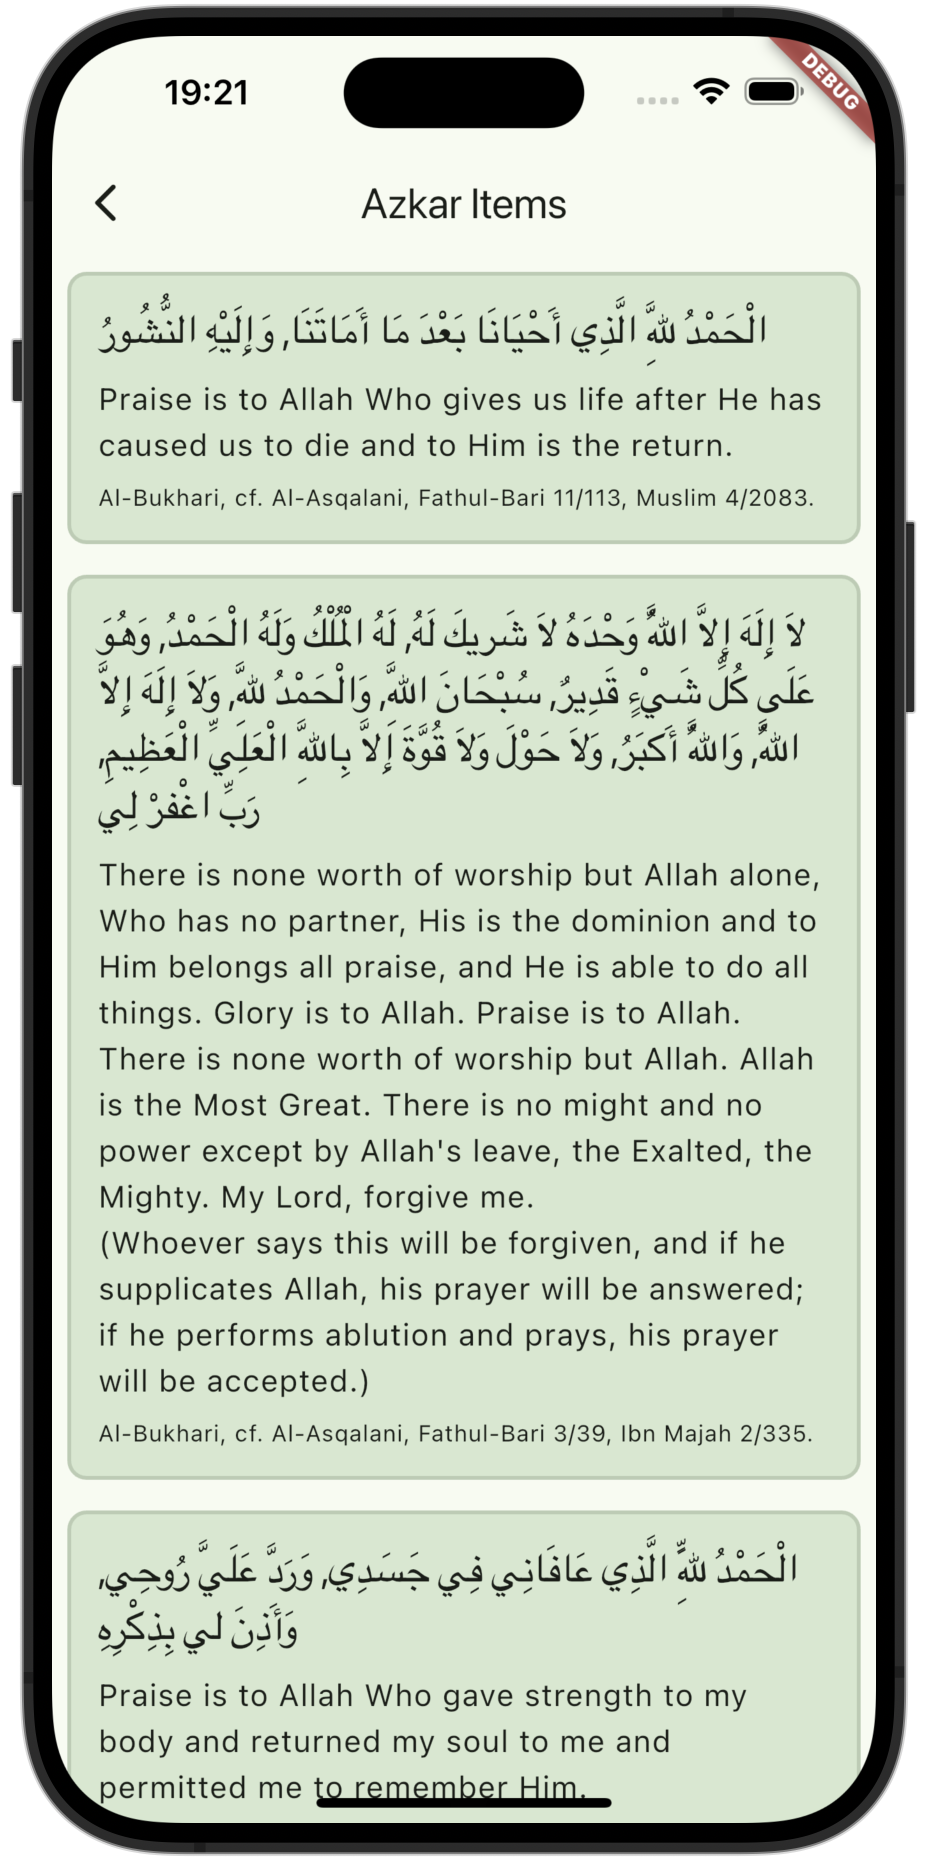 19:21
DEBUG
Azkar Items
الْحَمْدُ للهِ الَّذِي أَحْيَانَا بَعْدَ مَا أَمَاتَنَا, وَإِلَيْهِ النُّشُورُ
Praise is to Allah Who gives us life after He has
caused us to die and to Him is the return.
Al-Bukhari, cf. Al-Asqalani, Fathul-Bari 11/113, Muslim 4/2083.
لاَ إِلَهَ إِلاَّ اللهُ وَحْدَهُ لاَ شَريكَ لَهُ, لَهُ الْمُلْكُ وَلَهُ الْحَمْدُ, وَهُوَ
عَلَى كُلِّ شَيْءٍ قَدِيرٌ, سُبْحَانَ اللهِ, وَالْحَمْدُ للهِ, وَلاَ إِلَهَ إِلاَّ
اللهُ, وَاللهُ أَكبَرُ, وَلاَ حَوْلَ وَلاَ قُوَّةَ إِلاَّ بِاللهِ الْعَلِيِّ الْعَظِيمِ,
رَبِّ اغْفرْ لِي
There is none worth of worship but Allah alone,
Who has no partner, His is the dominion and to
Him belongs all praise, and He is able to do all
things. Glory is to Allah. Praise is to Allah.
There is none worth of worship but Allah. Allah
is the Most Great. There is no might and no
power except by Allah's leave, the Exalted, the
Mighty. My Lord, forgive me.
(Whoever says this will be forgiven, and if he
supplicates Allah, his prayer will be answered;
if he performs ablution and prays, his prayer
will be accepted.)
Al-Bukhari, cf. Al-Asqalani, Fathul-Bari 3/39, Ibn Majah 2/335.
الْحَمْدُ للهِ الَّذِي عَافَانِي فِي جَسَدِي, وَرَدَّ عَلَيَّ رُوحِي,
وَأَذِنَ لي بِذِكْرِهِ
Praise is to Allah Who gave strength to my
body and returned my soul to me and
permitted me to remember Him.